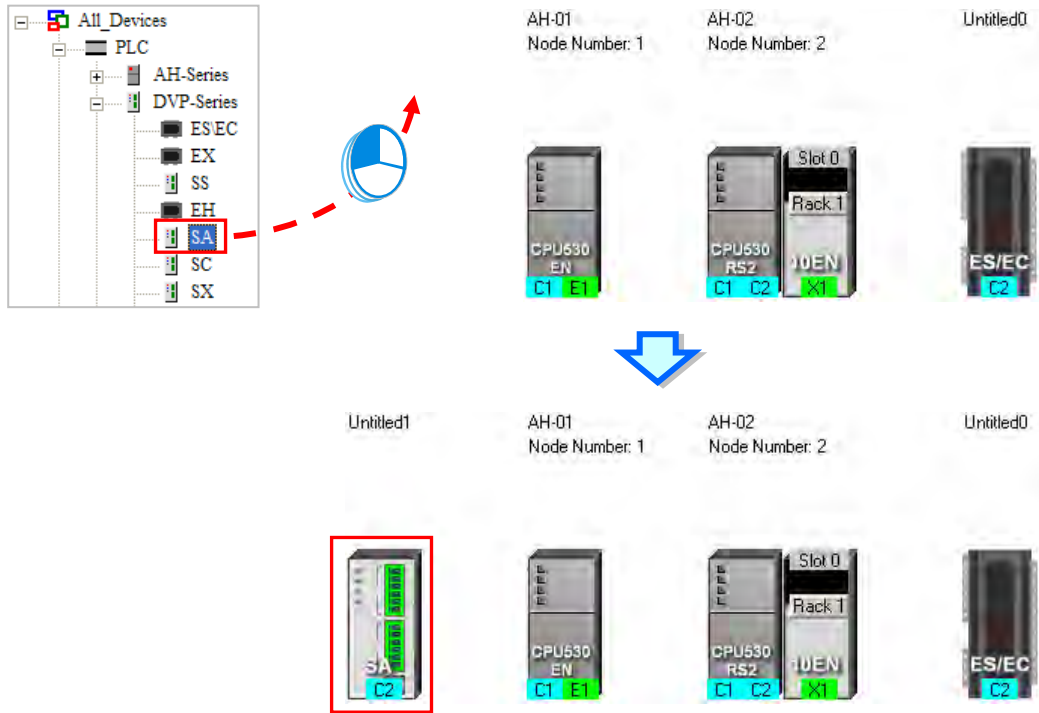 All_Devices
PLC
AH-Series
DVP-Series
ES\EC
EX
SS
EH
SA
SC
SX
AH-01
Node Number: 1
AH-02
Node Number: 2
Untitled0
CPU530
EN
C1 E1
CPU530
RS2
C1 C2
Slot 0
Rack 1
10EN
X1
ES/EC
C2
Untitled1
AH-01
Node Number: 1
AH-02
Node Number: 2
Untitled0
SA
C2
CPU530
EN
C1 E1
CPU530
RS2
C1 C2
Slot 0
Rack 1
10EN
X1
ES/EC
C2